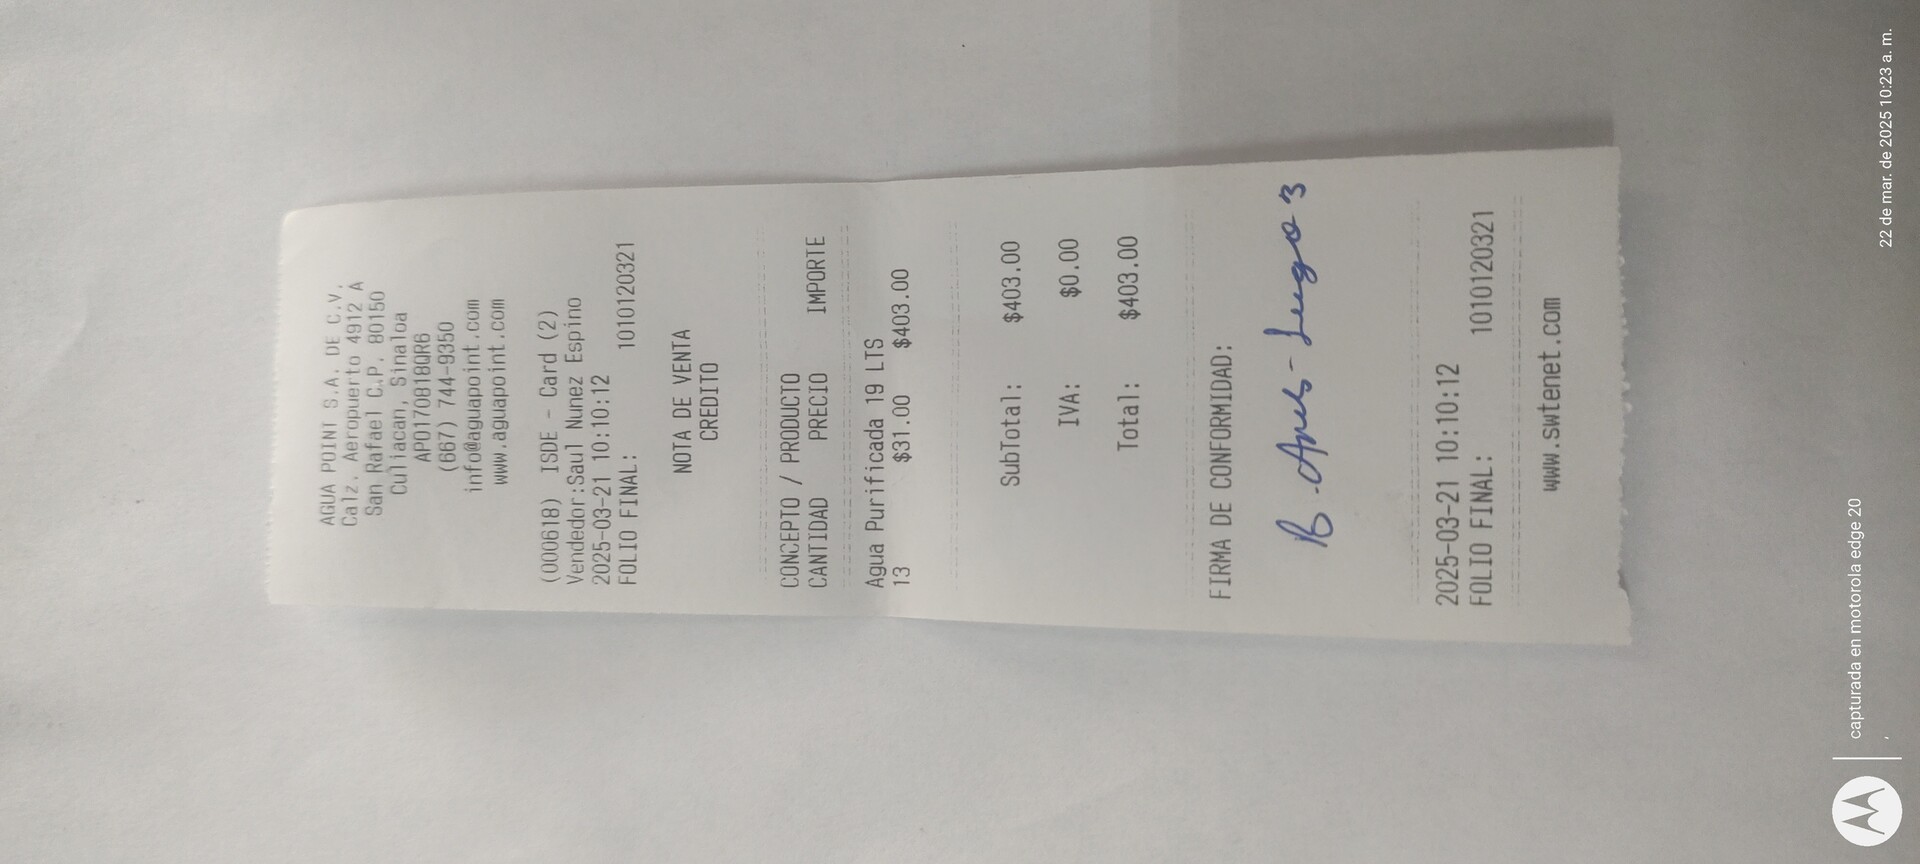 AGUA POINT S.A. DE C.V.
Calz. Aeropuerto 4912 A
San Rafael C.P. 80150
Culiacan, Sinaloa
APO170818QR6
(667) 744-9350
info@aguapoint.com
www.aguapoint.com
(000618) ISDE - Card (2)
Vendedor:Saul Nunez Espino
2025-03-21 10:10:12
FOLIO FINAL: 1010120321
NOTA DE VENTA
CREDITO
CONCEPTO / PRODUCTO
CANTIDAD PRECIO IMPORTE
Agua Purificada 19 LTS
13 $31.00 $403.00
SubTotal: $403.00
IVA: $0.00
Total: $403.00
FIRMA DE CONFORMIDAD:
2025-03-21 10:10:12
FOLIO FINAL: 1010120321
www.swtenet.com
capturada en motorola edge 20
22 de mar. de 2025 10:23 a. m.